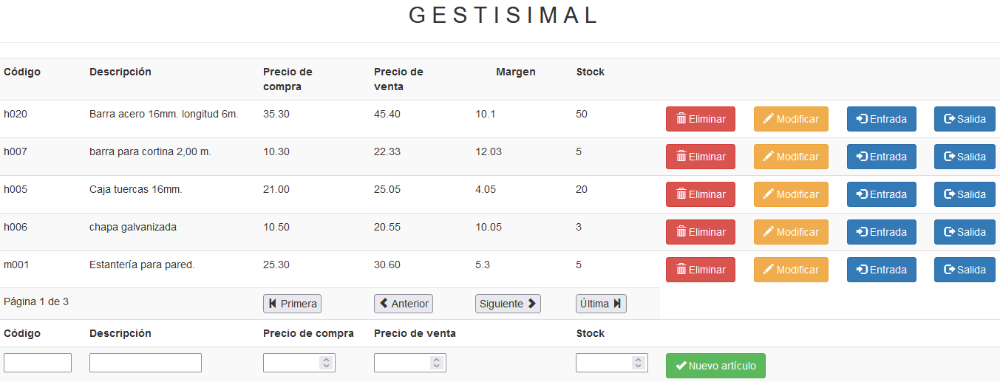 G E S T I S I M A L
Código Descripción Precio de compra Precio de venta Margen Stock
h020 Barra acero 16mm. longitud 6m. 35.30 45.40 10.1 50 Eliminar Modificar Entrada Salida
h007 barra para cortina 2,00 m. 10.30 22.33 12.03 5 Eliminar Modificar Entrada Salida
h005 Caja tuercas 16mm. 21.00 25.05 4.05 20 Eliminar Modificar Entrada Salida
h006 chapa galvanizada 10.50 20.55 10.05 3 Eliminar Modificar Entrada Salida
m001 Estantería para pared. 25.30 30.60 5.3 5 Eliminar Modificar Entrada Salida
Página 1 de 3 Primera Anterior Siguiente Última
Código Descripción Precio de compra Precio de venta Stock
Nuevo artículo